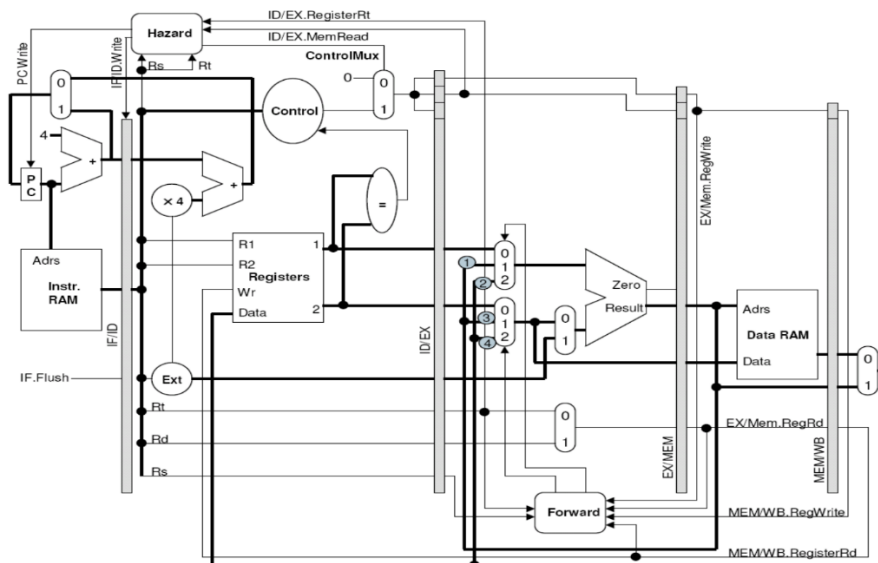 ID/EX.RegisterRt
Hazard
ID/EX.MemRead
ControlMux
PCWrite
IF/ID.Write
Rs
Rt
0
0
1
0
1
Control
4
+
PC
+
× 4
=
EX/Mem.RegWrite
Adrs
Instr. RAM
R1
R2
Wr
Data
Registers
1
2
0
1
2
1
2
Zero
Result
0
1
2
3
4
0
1
Adrs
Data RAM
Data
0
1
IF/ID
ID/EX
EX/MEM
MEM/WB
IF.Flush
Ext
Rt
Rd
Rs
0
1
EX/Mem.RegRd
Forward
MEM/WB.RegWrite
MEM/WB.RegisterRd